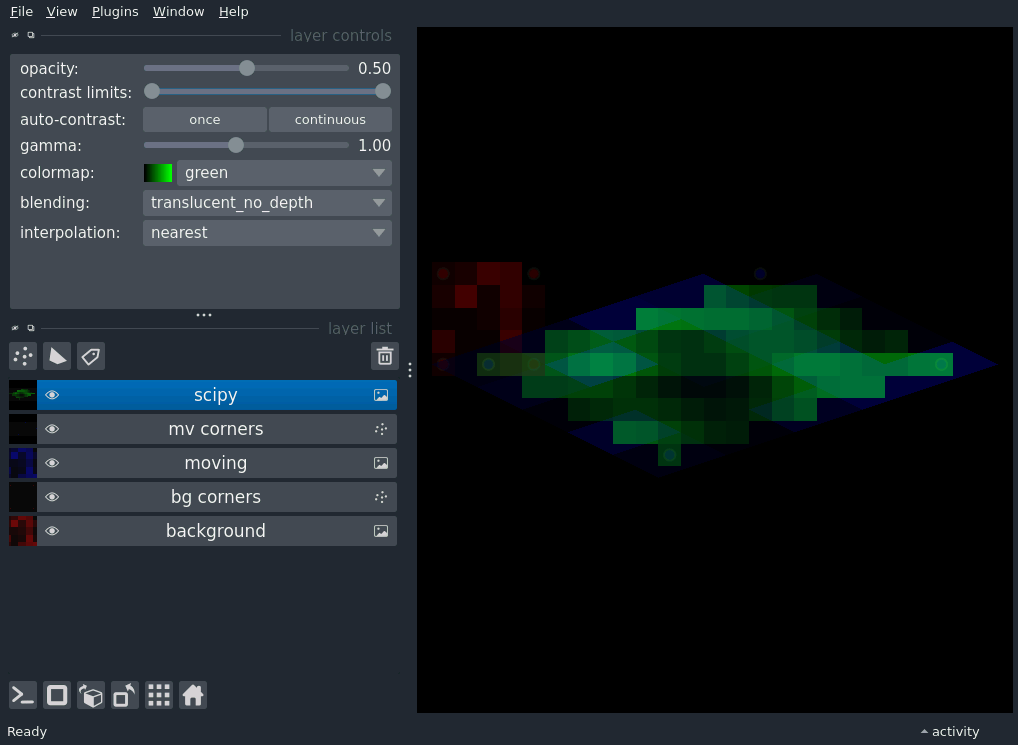 File View Plugins Window Help
layer controls
opacity: 0.50
contrast limits:
auto-contrast: once continuous
gamma: 1.00
colormap: green
blending: translucent_no_depth
interpolation: nearest
layer list
scipy
mv corners
moving
bg corners
background
Ready activity